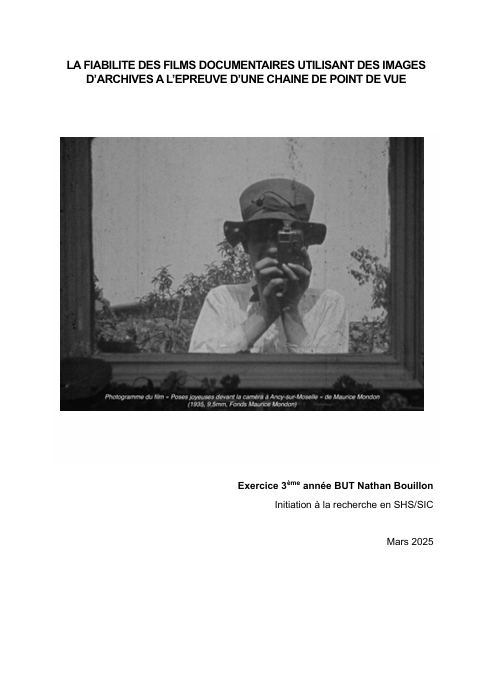 LA FIABILITE DES FILMS DOCUMENTAIRES UTILISANT DES IMAGES
D'ARCHIVES A L'EPREUVE D'UNE CHAINE DE POINT DE VUE
Photogramme du film « Poses joyeuses devant la caméra à Ancy-sur-Moselle » de Maurice Mondon
(1935, 9,5mm, Fonds Maurice Mondon)
Exercice 3ème année BUT Nathan Bouillon
Initiation à la recherche en SHS/SIC
Mars 2025